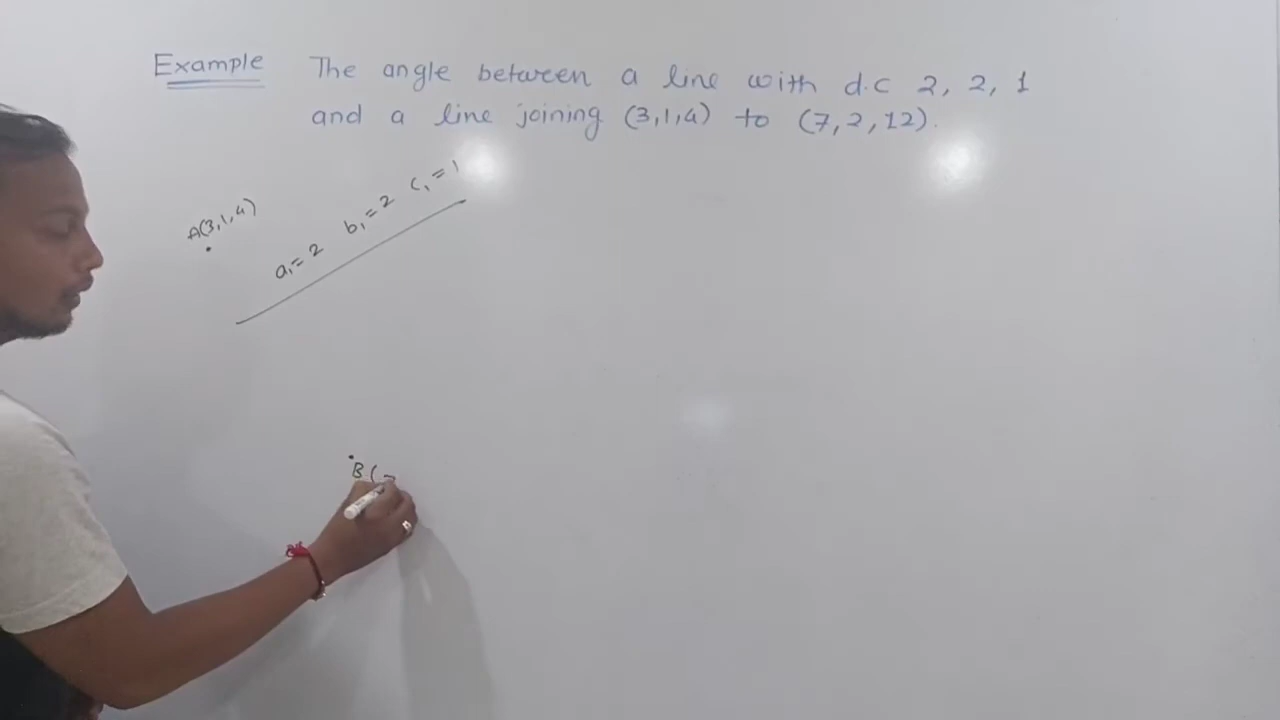 Example The angle between a line with d.c 2, 2, 1
and a line joining (3,1,4) to (7,2,12).
A(3,1,4)
a₁=2 b₁=2 c₁=1
B (7